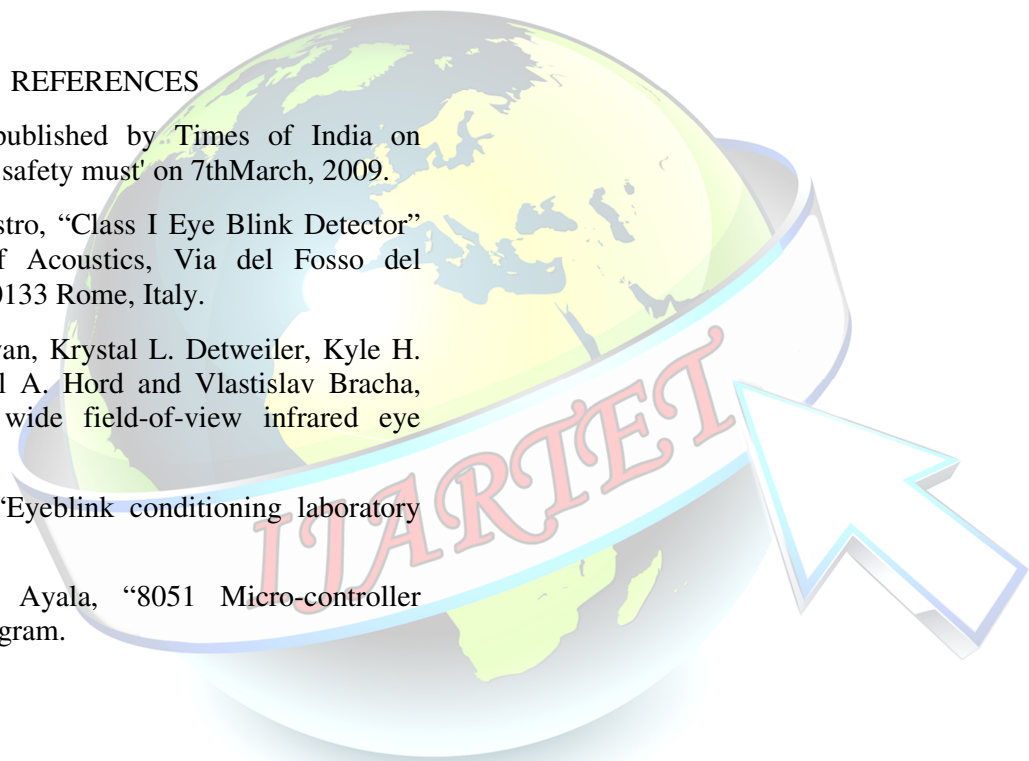 REFERENCES
published by Times of India on
safety must' on 7thMarch, 2009.
stro, “Class I Eye Blink Detector”
f Acoustics, Via del Fosso del
0133 Rome, Italy.
van, Krystal L. Detweiler, Kyle H.
l A. Hord and Vlastislav Bracha,
wide field-of-view infrared eye
“Eyeblink conditioning laboratory
Ayala, “8051 Micro-controller
gram.
IJARTET